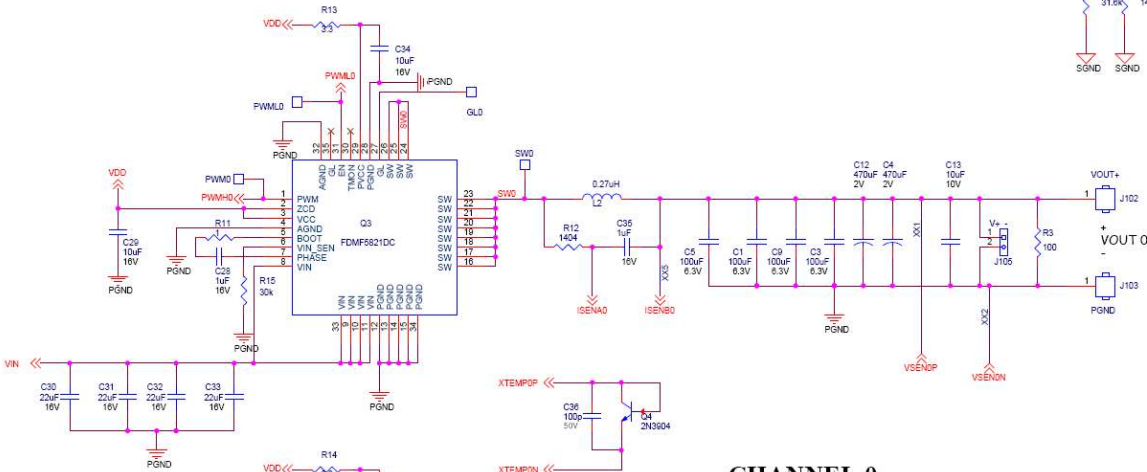 R13
VDD
3.3
31.6k
SGND
SGND
C34
10uF
16V
PGND
PWML0
PWML0
GL0
SW0
PGND
32
35
31
30
29
28
27
26
25
24
AGND
GL
EN
TMON
PVCC
PGND
GL
SW
SW
SW
VDD
PWM0
PWMH0
1
2
3
4
5
6
7
8
PWM
ZCD
VCC
AGND
BOOT
VIN_SEN
PHASE
VIN
Q3
FDMF5821DC
SW
SW
SW
SW
SW
SW
SW
SW
23
22
21
20
19
18
17
16
C29
10uF
16V
PGND
R11
1
PGND
C28
1uF
16V
R15
30k
PGND
VIN
VIN
VIN
VIN
PGND
PGND
PGND
PGND
PGND
33
9
10
11
12
13
14
15
34
PGND
SW0
SW0
0.27uH
L2
R12
1404
C35
1uF
16V
ISENA0
ISENB0
XX5
C5
100uF
6.3V
C1
100uF
6.3V
C9
100uF
6.3V
C3
100uF
6.3V
PGND
C12
470uF
2V
C4
470uF
2V
C13
10uF
10V
XX1
VSEN0P
V+ -
1
2
J105
XX2
VSEN0N
R3
100
VOUT+
1
J102
+
VOUT 0
-
1
J103
PGND
VIN
C30
22uF
16V
C31
22uF
16V
C32
22uF
16V
C33
22uF
16V
PGND
XTEMP0P
C36
100p
50V
Q4
2N3904
XTEMP0N
R14
VDD
CHANNEL 0